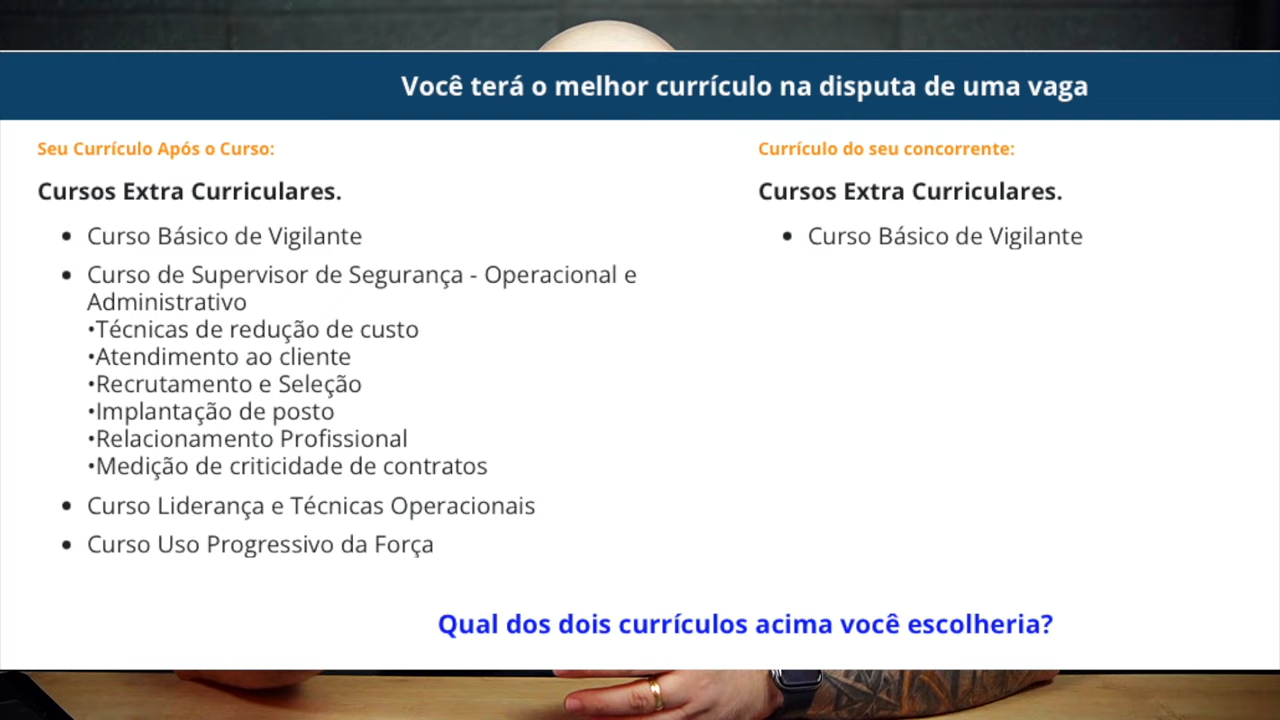 Você terá o melhor currículo na disputa de uma vaga
Seu Currículo Após o Curso:
Cursos Extra Curriculares.
• Curso Básico de Vigilante
• Curso de Supervisor de Segurança - Operacional e
Administrativo
•Técnicas de redução de custo
•Atendimento ao cliente
•Recrutamento e Seleção
•Implantação de posto
•Relacionamento Profissional
•Medição de criticidade de contratos
• Curso Liderança e Técnicas Operacionais
• Curso Uso Progressivo da Força
Currículo do seu concorrente:
Cursos Extra Curriculares.
• Curso Básico de Vigilante
Qual dos dois currículos acima você escolheria?